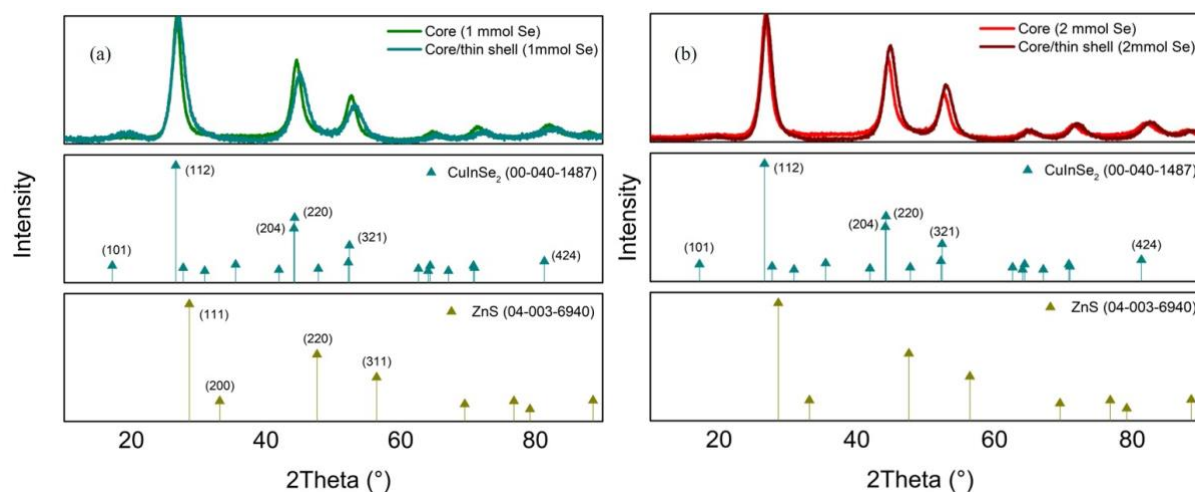 (a)
Core (1 mmol Se)
Core/thin shell (1mmol Se)
CuInSe₂ (00-040-1487)
(112)
(220)
(204)
(321)
(101)
(424)
ZnS (04-003-6940)
(111)
(220)
(311)
(200)
Intensity
20 40 60 80
2Theta (°)
(b)
Core (2 mmol Se)
Core/thin shell (2mmol Se)
CuInSe₂ (00-040-1487)
(112)
(220)
(204)
(321)
(101)
(424)
ZnS (04-003-6940)
Intensity
20 40 60 80
2Theta (°)